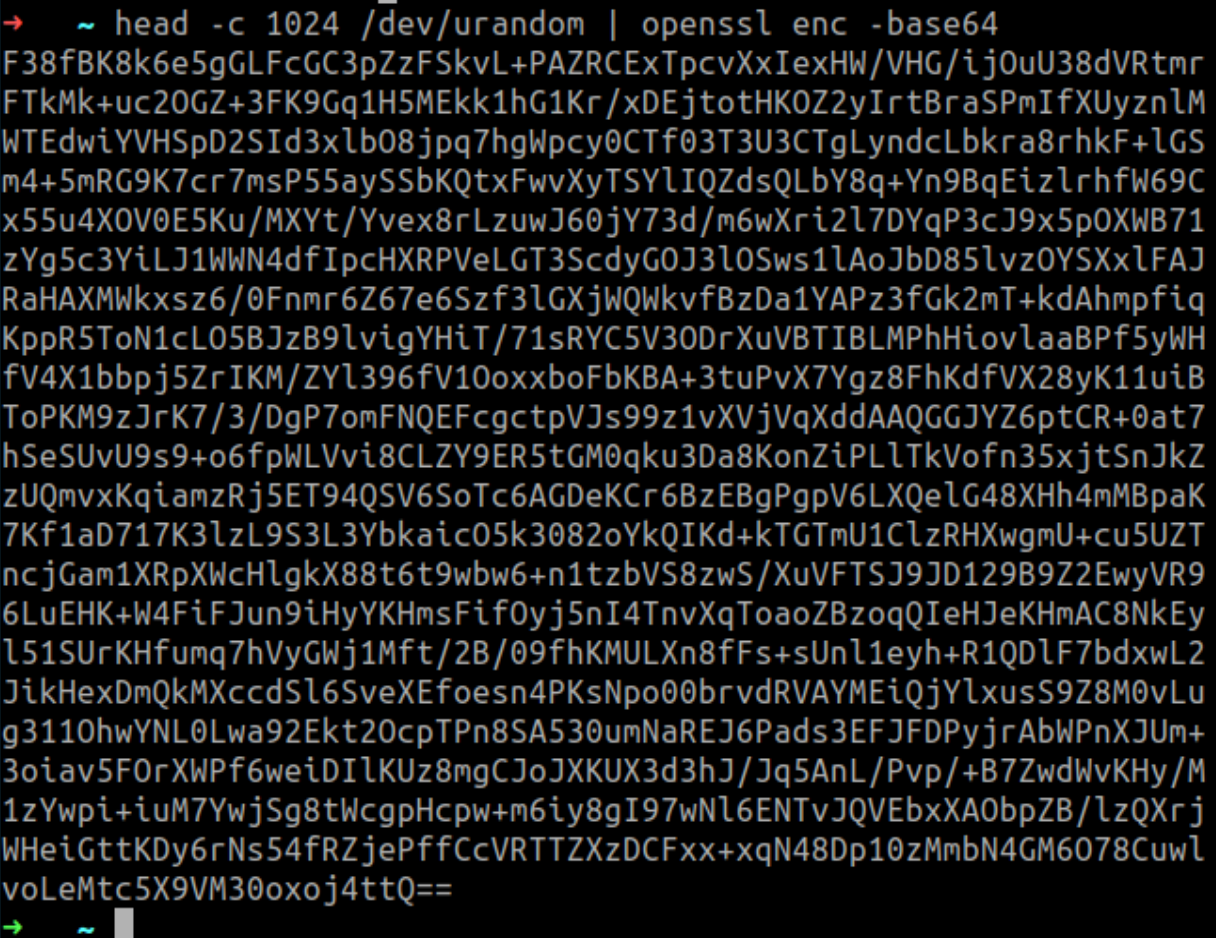 ➜   ~ head -c 1024 /dev/urandom | openssl enc -base64
F38fBK8k6e5gGLFcGC3pZzFSkvL+PAZRCExTpcvXxIexHW/VHG/ijOuU38dVRtmr
FTkMk+uc2OGZ+3FK9Gq1H5MEkk1hG1Kr/xDEjtotHKOZ2yIrtBraSPmIfXUyznlM
WTEdwiYVHSpD2SId3xlbO8jpq7hgWpcy0CTf03T3U3CTgLyndcLbkra8rhkF+lGS
m4+5mRG9K7cr7msP55aySSbKQtxFwvXyTSYlIQZdsQLbY8q+Yn9BqEizlrhfW69C
x55u4XOV0E5Ku/MXYt/Yvex8rLzuwJ60jY73d/m6wXri2l7DYqP3cJ9x5pOXWB71
zYg5c3YiLJ1WWN4dfIpcHXRPVeLGT3ScdyGOJ3lOSws1lAoJbD85lvzOYSXxlFAJ
RaHAXMWkxsz6/0Fnmr6Z67e6Szf3lGXjWQWkvfBzDa1YAPz3fGk2mT+kdAhmpfiq
KppR5ToN1cLO5BJzB9lvigYHiT/71sRYC5V3ODrXuVBTIBLMPhHiovlaaBPf5yWH
fV4X1bbpj5ZrIKM/ZYl396fV1OoxxboFbKBA+3tuPvX7Ygz8FhKdfVX28yK11uiB
ToPKM9zJrK7/3/DgP7omFNQEFcgctpVJs99z1vXVjVqXddAAQGGJYZ6ptCR+0at7
hSeSUvU9s9+o6fpWLVvi8CLZY9ER5tGM0qku3Da8KonZiPLlTkVofn35xjtSnJkZ
zUQmvxKqiamzRj5ET94QSV6SoTc6AGDeKCr6BzEBgPgpV6LXQelG48XHh4mMBpaK
7Kf1aD717K3lzL9S3L3YbkaicO5k3082oYkQIKd+kTGTmU1ClzRHXwgmU+cu5UZT
ncjGam1XRpXWcHlgkX88t6t9wbw6+n1tzbVS8zwS/XuVFTSJ9JD129B9Z2EwyVR9
6LuEHK+W4FiFJun9iHyYKHmsFifOyj5nI4TnvXqToaoZBzoqQIeHJeKHmAC8NkEy
l51SUrKHfumq7hVyGWj1Mft/2B/09fhKMULXn8fFs+sUnl1eyh+R1QDlF7bdxwL2
JikHexDmQkMXccdSl6SveXEfoesn4PKsNpo00brvdRVAYMEiQjYlxusS9Z8M0vLu
g311OhwYNL0Lwa92Ekt2OcpTPn8SA530umNaREJ6Pads3EFJFDPyjrAbWPnXJUm+
3oiav5FOrXWPf6weiDIlKUz8mgCJoJXKUX3d3hJ/Jq5AnL/Pvp/+B7ZwdWvKHy/M
1zYwpi+iuM7YwjSg8tWcgpHcpw+m6iy8gI97wNl6ENTvJQVEbxXAObpZB/lzQXrj
WHeiGttKDy6rNs54fRZjePffCcVRTTZXzDCFxx+xqN48Dp10zMmbN4GM6O78Cuwl
voLeMtc5X9VM30oxoj4ttQ==
➜   ~